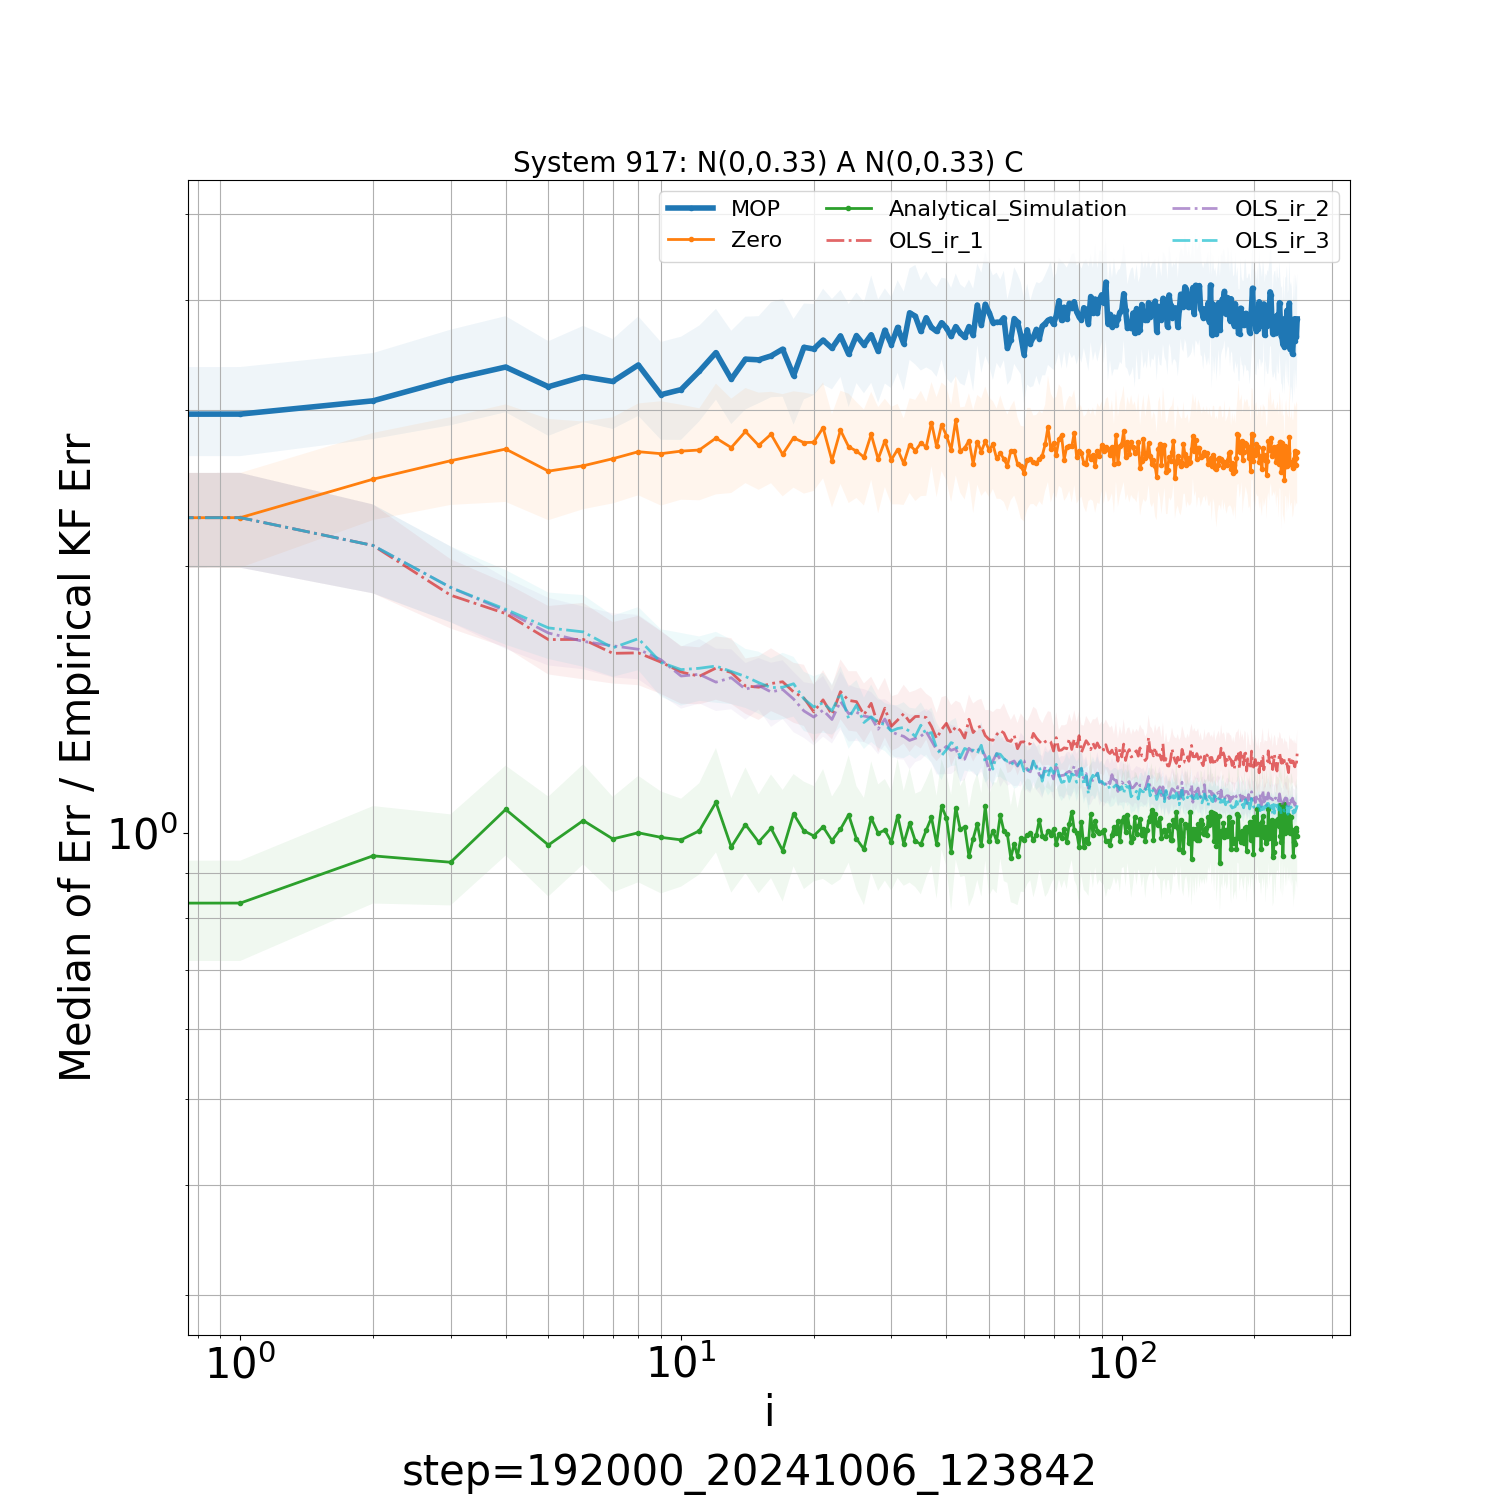 System 917: N(0,0.33) A N(0,0.33) C
MOP
Zero
Analytical_Simulation
OLS_ir_1
OLS_ir_2
OLS_ir_3
Median of Err / Empirical KF Err
10⁰
10⁰ 10¹ 10²
i
step=192000_20241006_123842